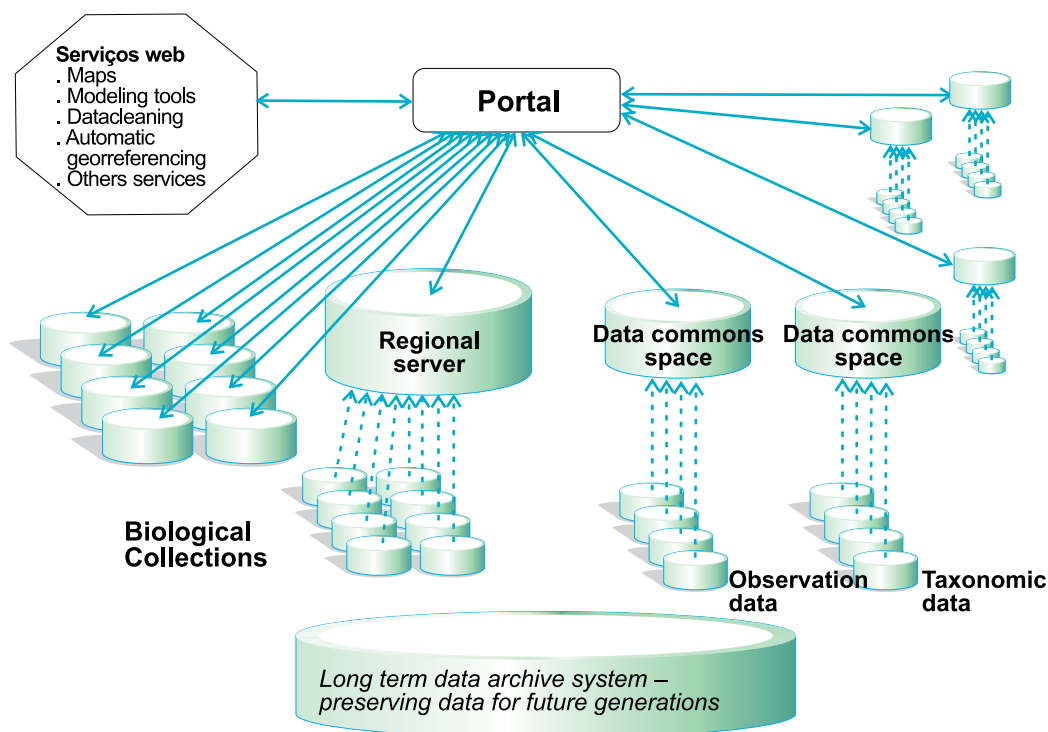 Serviços web
. Maps
. Modeling tools
. Datacleaning
. Automatic
georreferencing
. Others services
Portal
Regional
server
Data commons
space
Data commons
space
Biological
Collections
Observation
data
Taxonomic
data
Long term data archive system –
preserving data for future generations